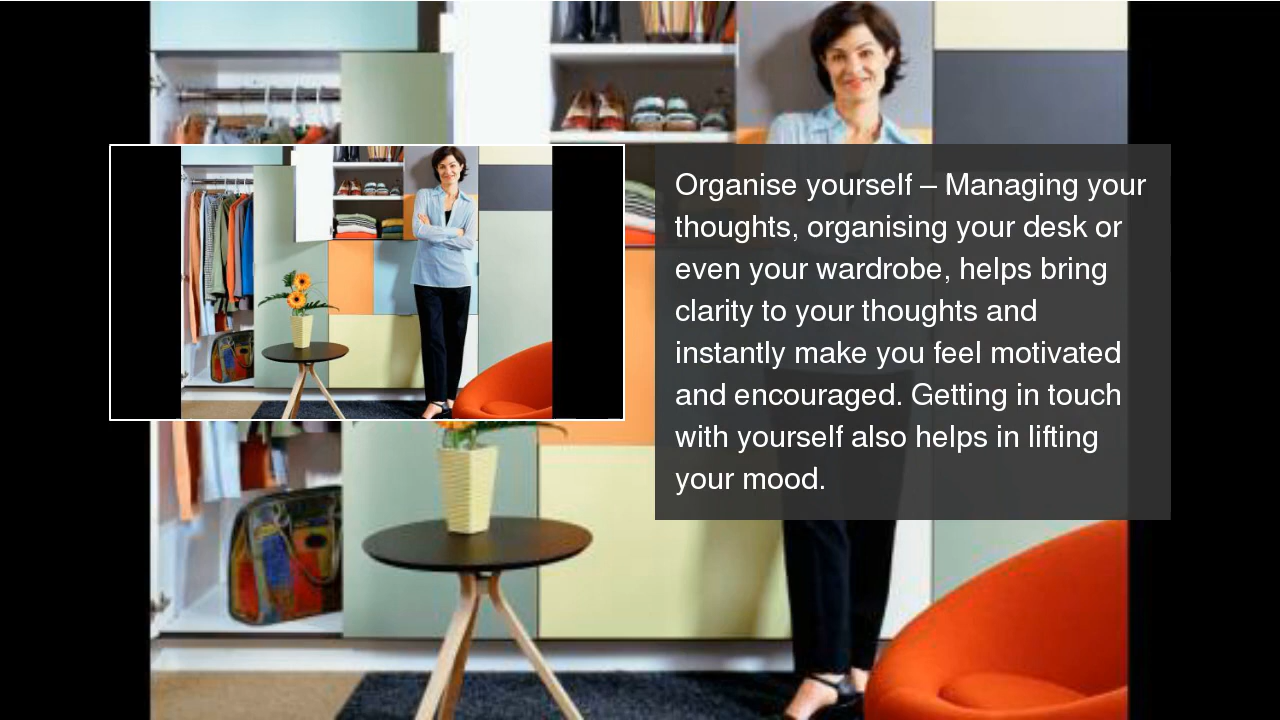 Organise yourself – Managing your
thoughts, organising your desk or
even your wardrobe, helps bring
clarity to your thoughts and
instantly make you feel motivated
and encouraged. Getting in touch
with yourself also helps in lifting
your mood.